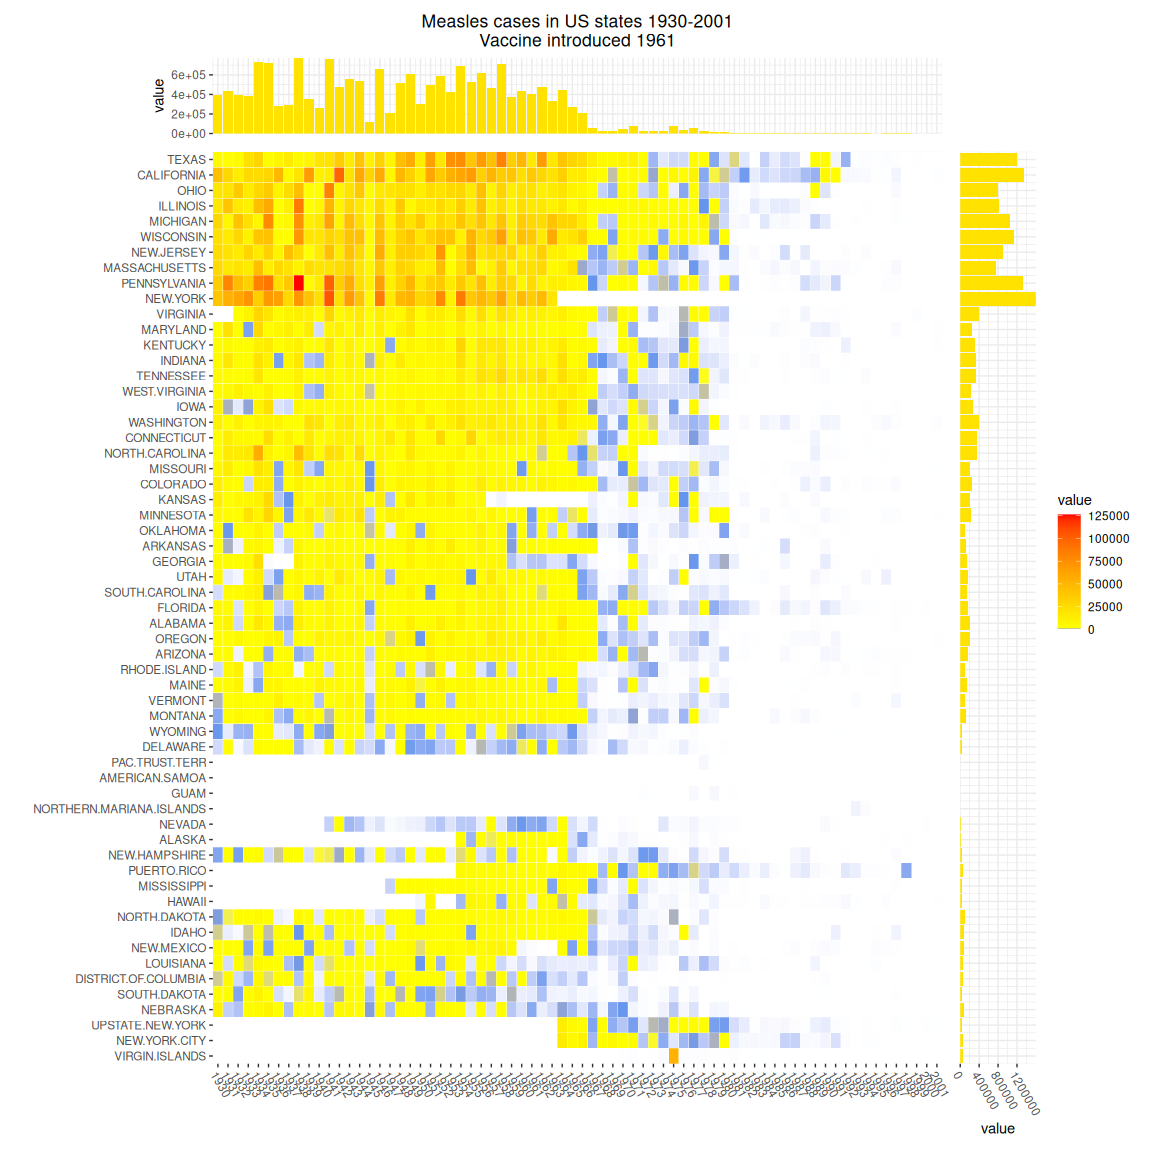 Measles cases in US states 1930-2001
Vaccine introduced 1961
value
6e+05
4e+05
2e+05
0e+00
TEXAS
CALIFORNIA
OHIO
ILLINOIS
MICHIGAN
WISCONSIN
NEW.JERSEY
MASSACHUSETTS
PENNSYLVANIA
NEW.YORK
VIRGINIA
MARYLAND
KENTUCKY
INDIANA
TENNESSEE
WEST.VIRGINIA
IOWA
WASHINGTON
CONNECTICUT
NORTH.CAROLINA
MISSOURI
COLORADO
KANSAS
MINNESOTA
OKLAHOMA
ARKANSAS
GEORGIA
UTAH
SOUTH.CAROLINA
FLORIDA
ALABAMA
OREGON
ARIZONA
RHODE.ISLAND
MAINE
VERMONT
MONTANA
WYOMING
DELAWARE
PAC.TRUST.TERR
AMERICAN.SAMOA
GUAM
NORTHERN.MARIANA.ISLANDS
NEVADA
ALASKA
NEW.HAMPSHIRE
PUERTO.RICO
MISSISSIPPI
HAWAII
NORTH.DAKOTA
IDAHO
NEW.MEXICO
LOUISIANA
DISTRICT.OF.COLUMBIA
SOUTH.DAKOTA
NEBRASKA
UPSTATE.NEW.YORK
NEW.YORK.CITY
VIRGIN.ISLANDS
0
400000
800000
1200000
value
value
125000
100000
75000
50000
25000
0